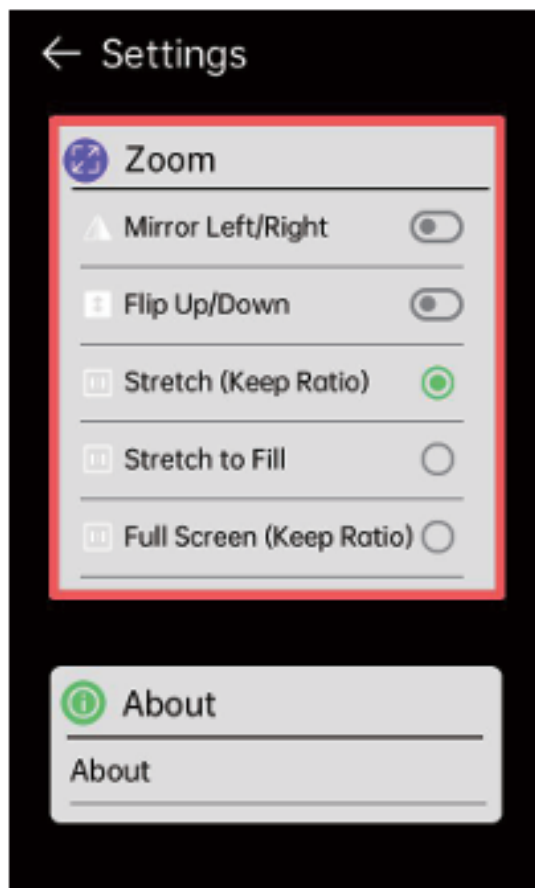 Settings
Zoom
Mirror Left/Right
Flip Up/Down
Stretch (Keep Ratio)
Stretch to Fill
Full Screen (Keep Ratio)
About
About